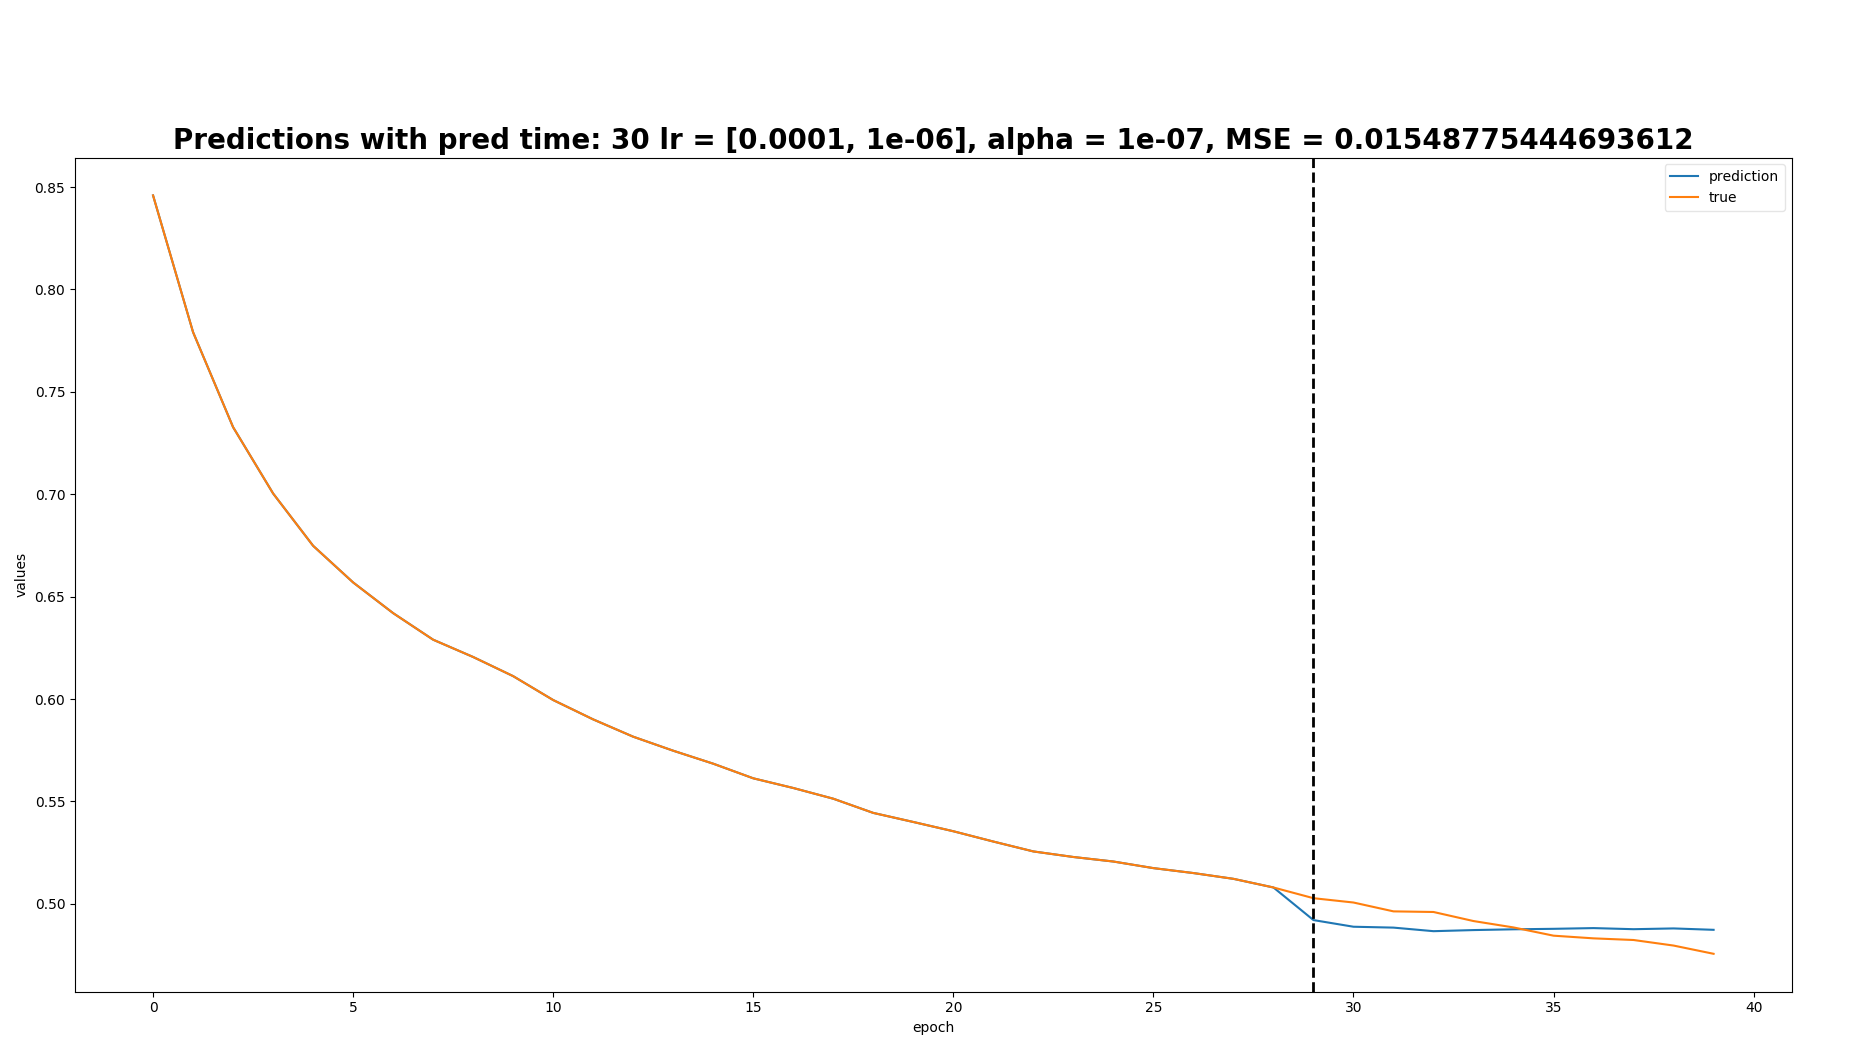 Predictions with pred time: 30 lr = [0.0001, 1e-06], alpha = 1e-07, MSE = 0.01548775444693612
prediction
true
0.85
0.80
0.75
0.70
0.65
0.60
0.55
0.50
values
0 5 10 15 20 25 30 35 40
epoch